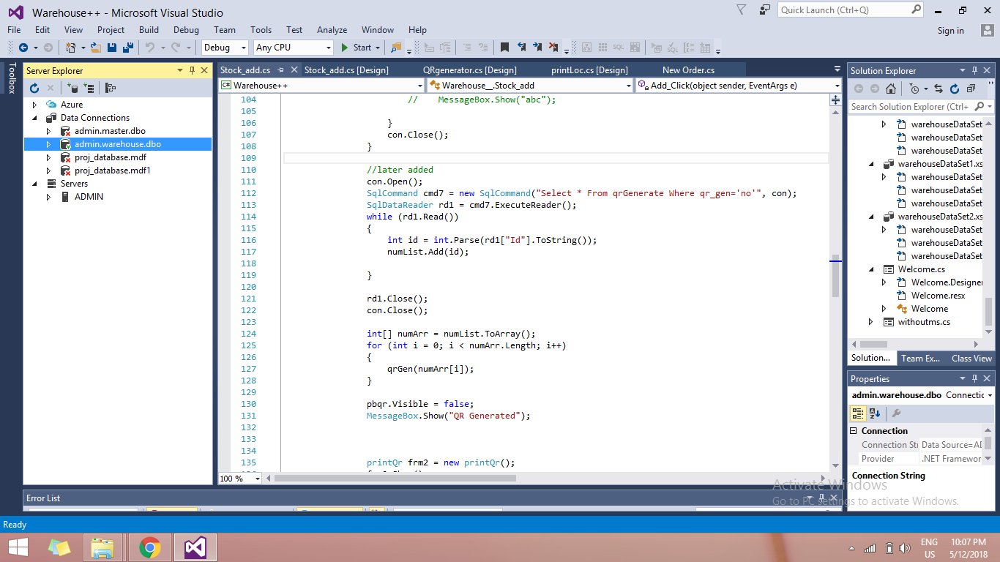 Warehouse++ - Microsoft Visual Studio
Quick Launch (Ctrl+Q)
File Edit View Project Build Debug Team Tools Test Analyze Window Help
Sign in
Debug Any CPU Start
Toolbox
Server Explorer
Azure
Data Connections
admin.master.dbo
admin.warehouse.dbo
proj_database.mdf
proj_database.mdf1
Servers
ADMIN
Stock_add.cs Stock_add.cs [Design] QRgenerator.cs [Design] printLoc.cs [Design] New Order.cs
C# Warehouse++ Warehouse__.Stock_add Add_Click(object sender, EventArgs e)
104 // MessageBox.Show("abc");
105
106 }
107 con.Close();
108 }
109
110 //later added
111 con.Open();
112 SqlCommand cmd7 = new SqlCommand("Select * From qrGenerate Where qr_gen='no'", con);
113 SqlDataReader rd1 = cmd7.ExecuteReader();
114 while (rd1.Read())
115 {
116 int id = int.Parse(rd1["Id"].ToString());
117 numList.Add(id);
118
119 }
120
121 rd1.Close();
122 con.Close();
123
124 int[] numArr = numList.ToArray();
125 for (int i = 0; i < numArr.Length; i++)
126 {
127 qrGen(numArr[i]);
128 }
129
130 pbqr.Visible = false;
131 MessageBox.Show("QR Generated");
132
133
134
135 printQr frm2 = new printQr();
100 %
Solution Explorer
Search Solution Explorer (Ctrl+
warehouseDataSet
warehouseDataSet
warehouseDataSet
warehouseDataSet1.xs
warehouseDataSet
warehouseDataSet
warehouseDataSet
warehouseDataSet2.xs
warehouseDataSet
warehouseDataSet
warehouseDataSet
Welcome.cs
Welcome.Designer
Welcome.resx
Welcome
withoutms.cs
Solution... Team Ex... Class View
Properties
admin.warehouse.dbo Connectic
Connection
Connection Stri Data Source=AD
Provider .NET Framewor
Connection String
Activate Windows
Go to PC settings to activate Windows.
Error List
Ready
ENG
US
10:07 PM
5/12/2018